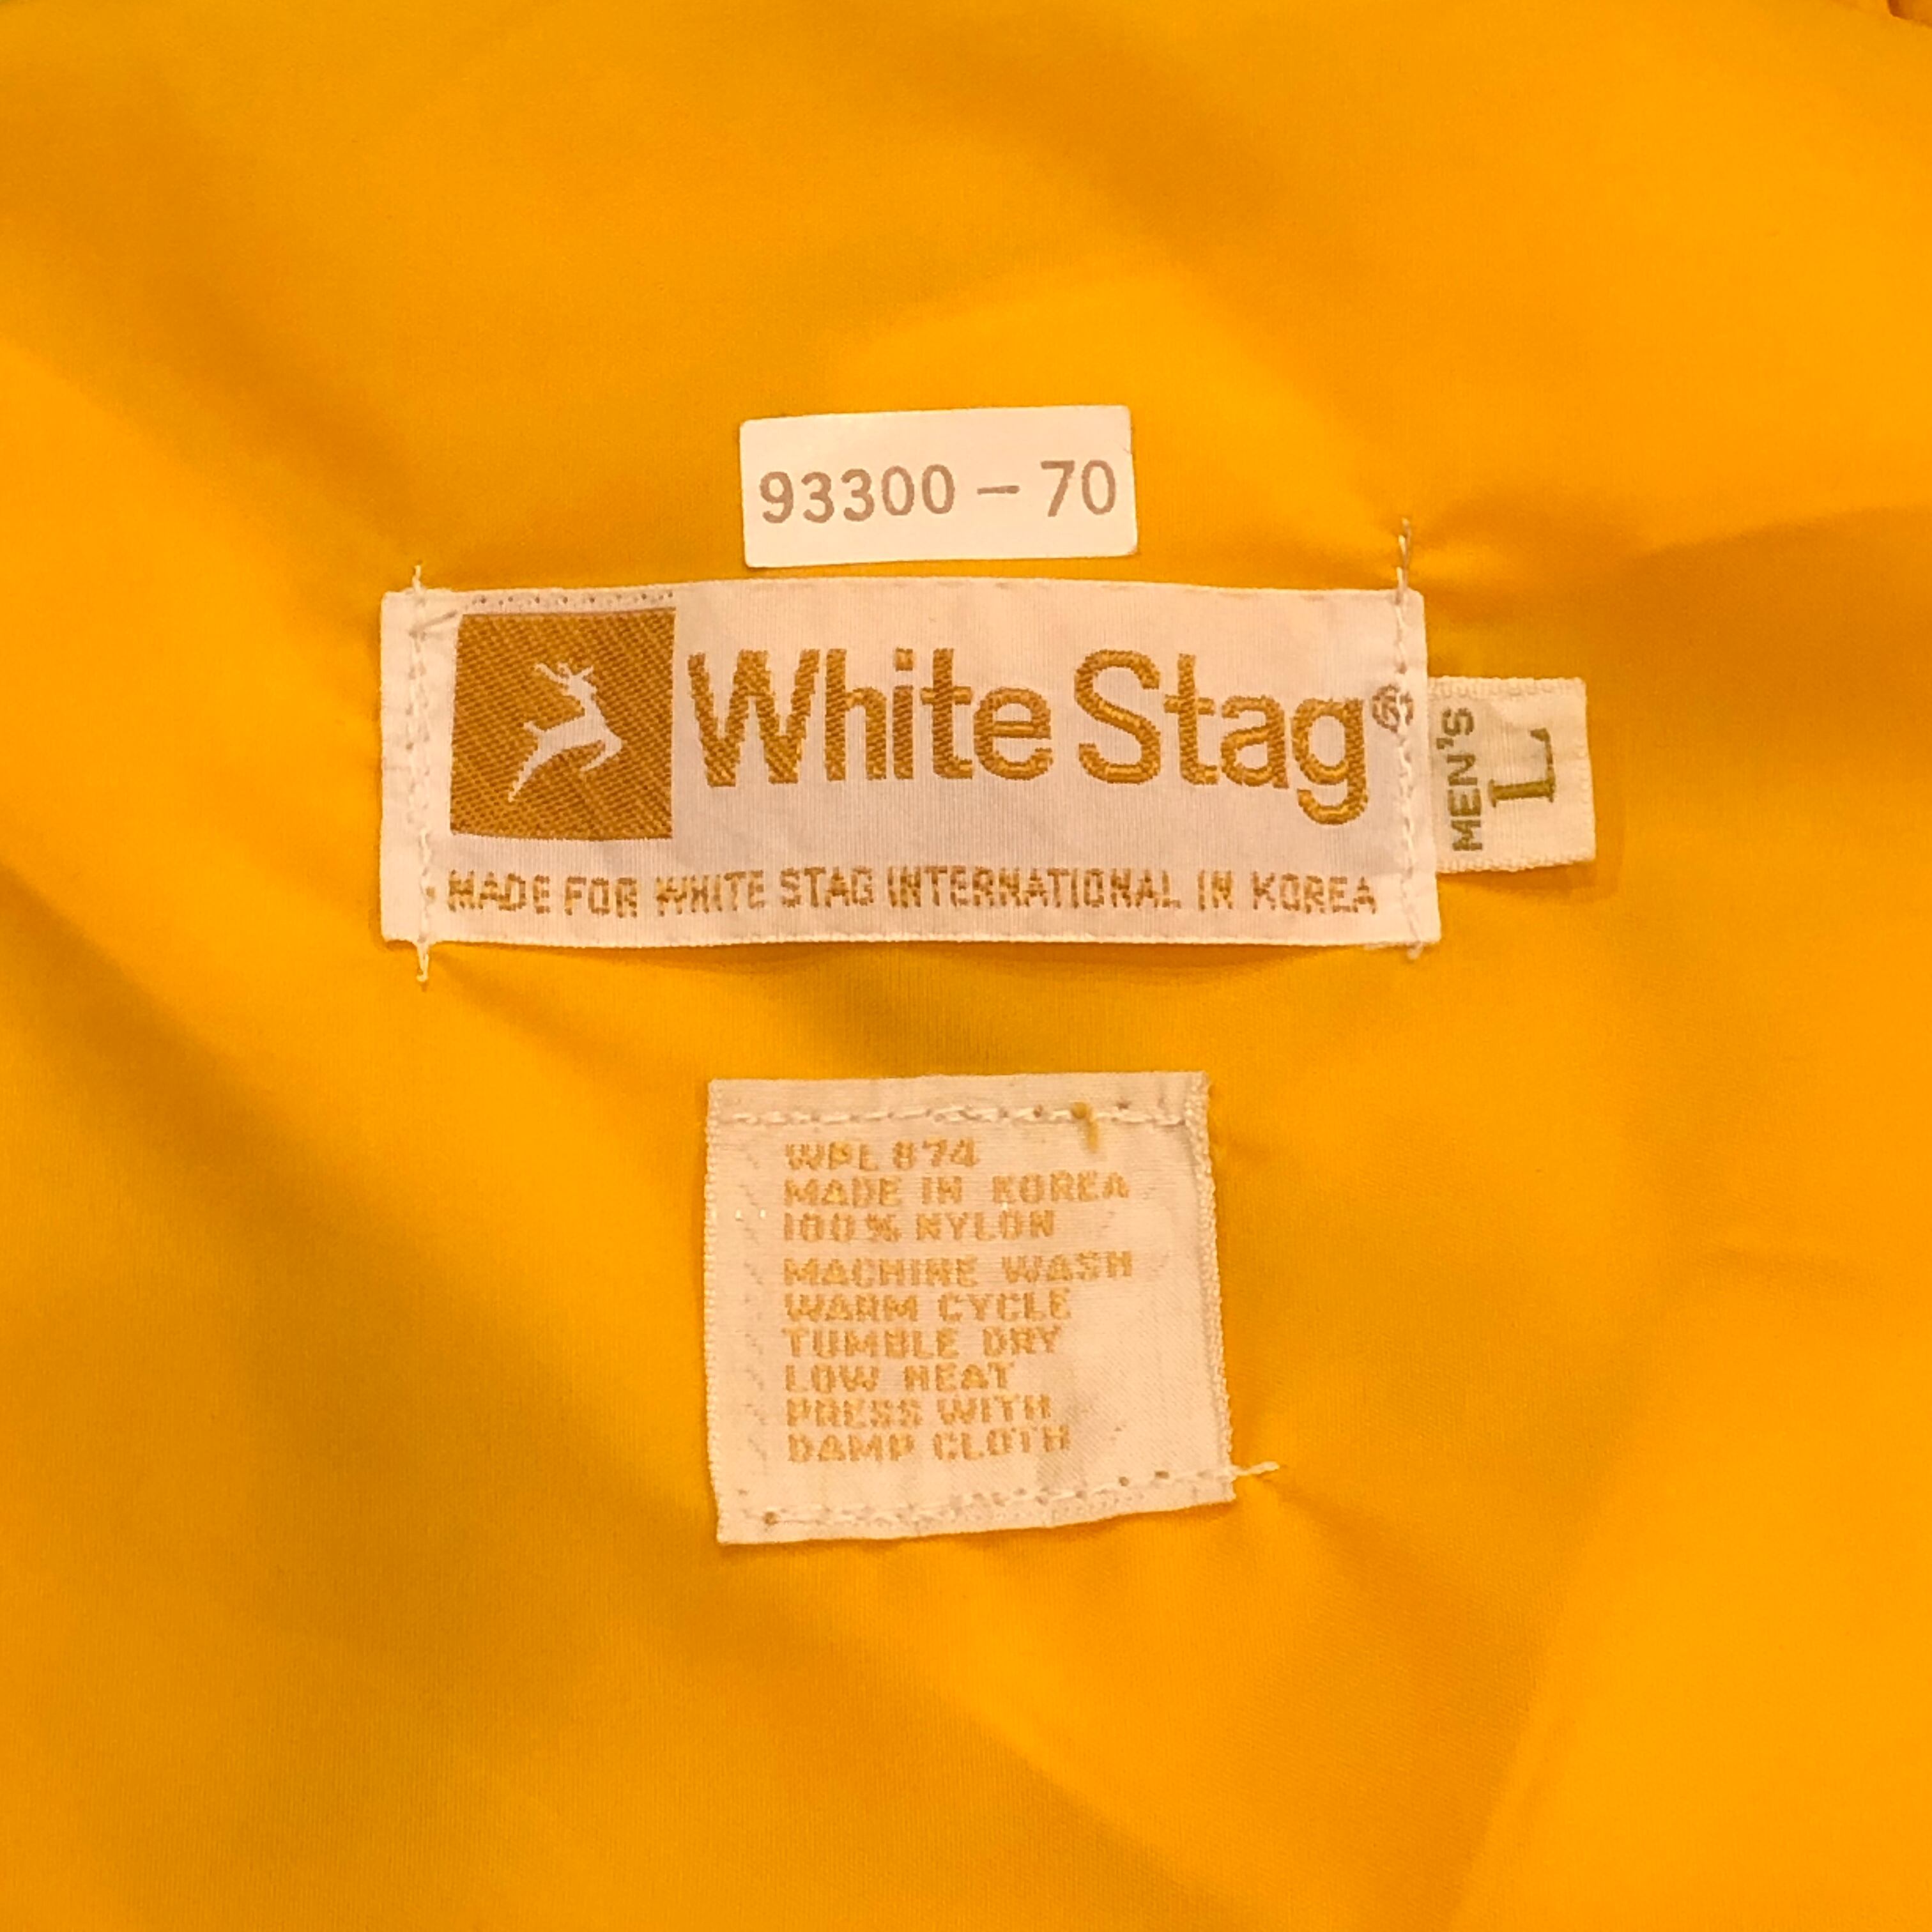 93300 - 70
White Stag®
MADE FOR WHITE STAG INTERNATIONAL IN KOREA
MEN'S
L
WPL 874
MADE IN KOREA
100% NYLON
MACHINE WASH
WARM CYCLE
TUMBLE DRY
LOW HEAT
PRESS WITH
DAMP CLOTH